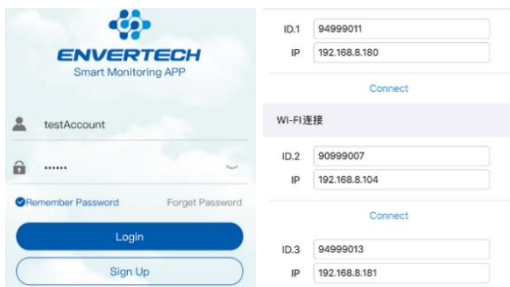 ENVERTECH
Smart Monitoring APP
testAccount
••••••
Remember Password Forget Password
Login
Sign Up
ID.1 94999011
IP 192.168.8.180
Connect
WI-FI连接
ID.2 90999007
IP 192.168.8.104
Connect
ID.3 94999013
IP 192.168.8.181